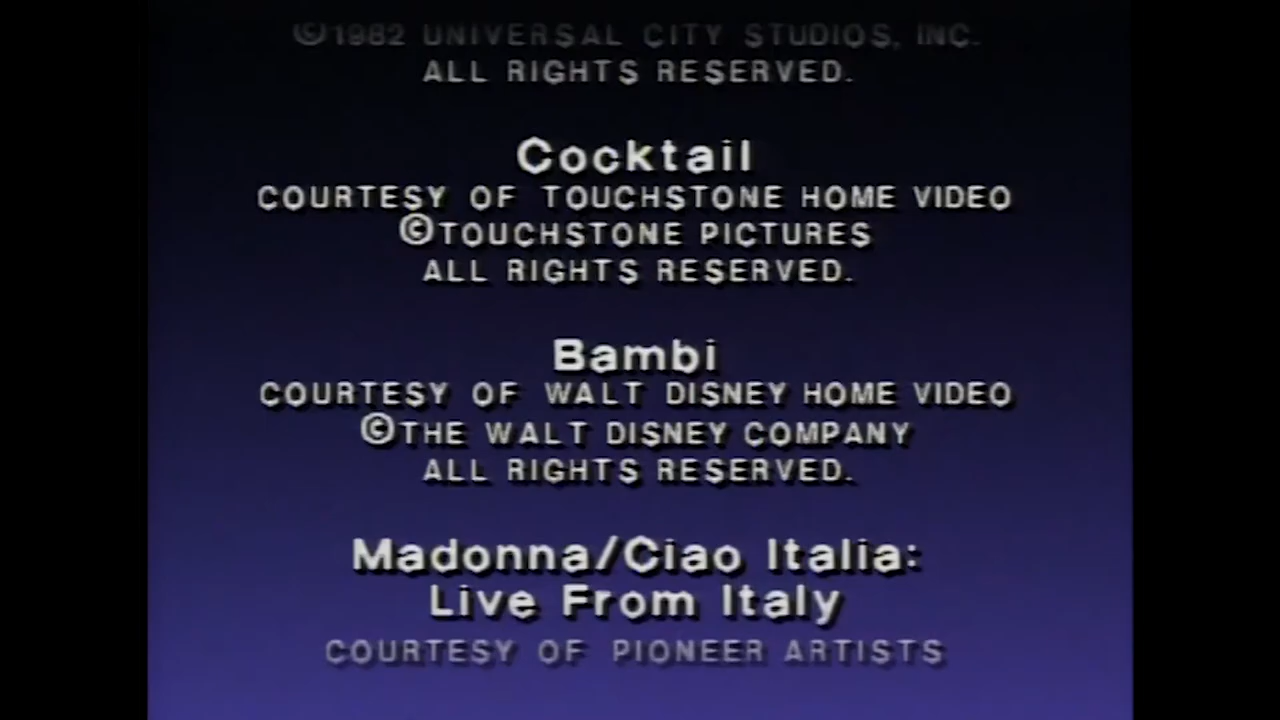 ©1982 UNIVERSAL CITY STUDIOS, INC.
ALL RIGHTS RESERVED.
Cocktail
COURTESY OF TOUCHSTONE HOME VIDEO
©TOUCHSTONE PICTURES
ALL RIGHTS RESERVED.
Bambi
COURTESY OF WALT DISNEY HOME VIDEO
©THE WALT DISNEY COMPANY
ALL RIGHTS RESERVED.
Madonna/Ciao Italia:
Live From Italy
COURTESY OF PIONEER ARTISTS